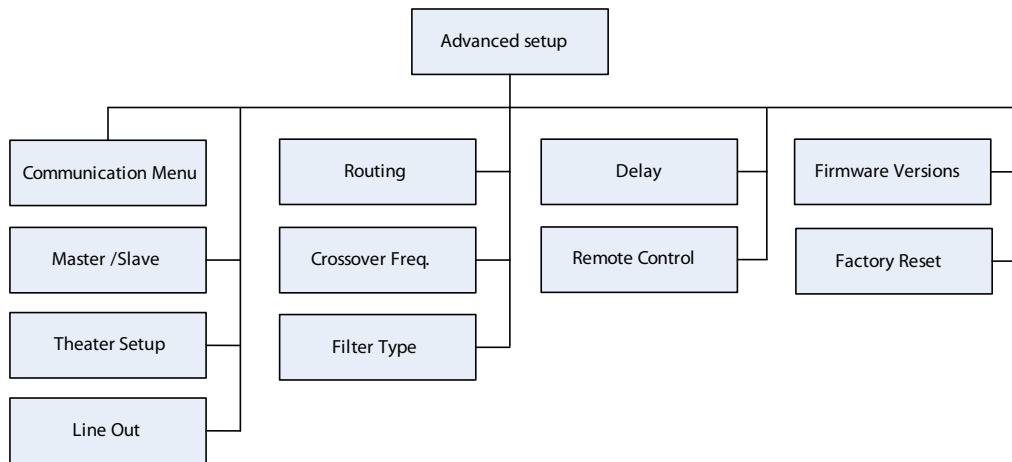 Advanced setup
Communication Menu
Master /Slave
Theater Setup
Line Out
Routing
Crossover Freq.
Filter Type
Delay
Remote Control
Firmware Versions
Factory Reset